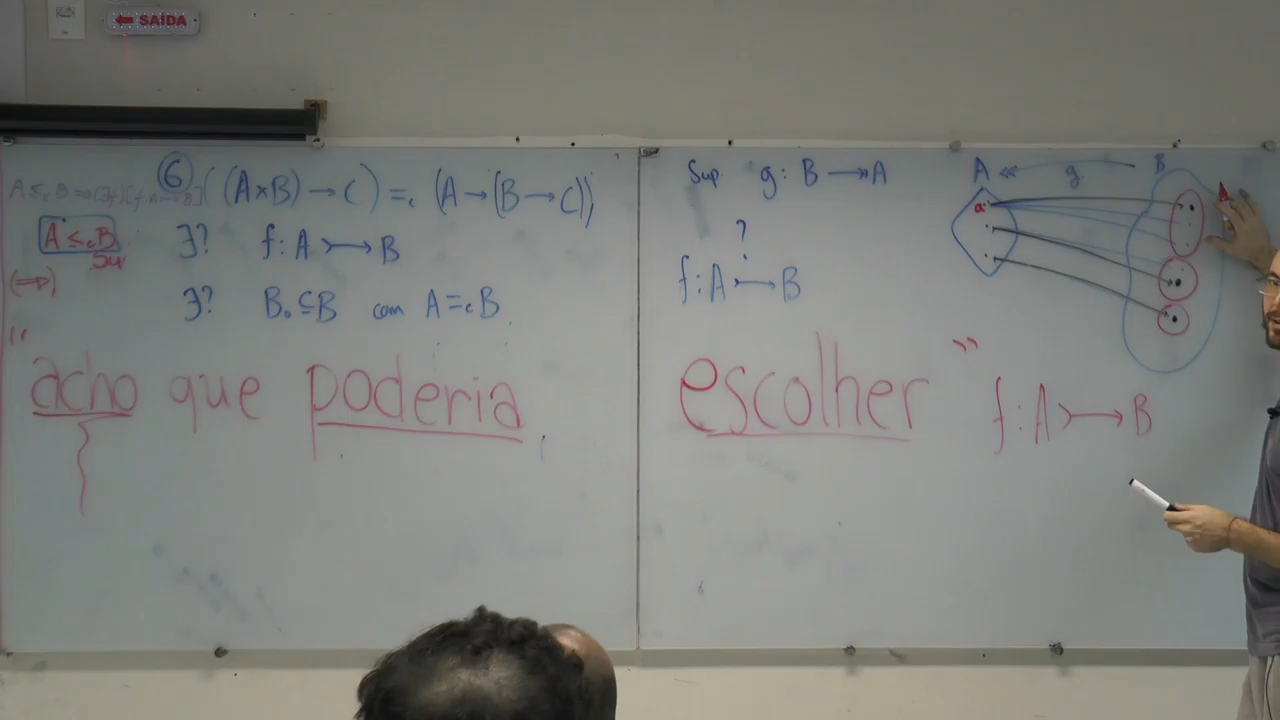 ← SAÍDA
⑥ ((A×B) → C) =c (A → (B → C))
A ≤c B
Sur
(⇒)
∃? f : A ↣ B
∃? B₀ ⊆ B com A =c B
"acho que poderia escolher" f : A ↣ B
Sup g : B ↠ A
?
f : A ↣ B
A ↞ g B
a